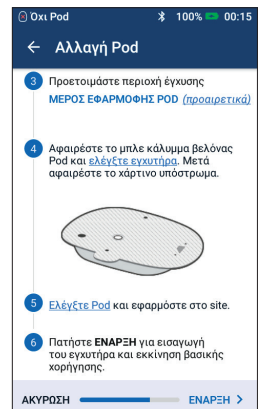 Όχι Pod 100% 00:15
← Αλλαγή Pod
3 Προετοιμάστε περιοχή έγχυσης
ΜΕΡΟΣ ΕΦΑΡΜΟΦΗΣ POD (προαιρετικά)
4 Αφαιρέστε το μπλε κάλυμμα βελόνας
Pod και ελέγξτε εγχυτήρα. Μετά
αφαιρέστε το χάρτινο υπόστρωμα.
5 Ελέγξτε Pod και εφαρμόστε στο site.
6 Πατήστε ΕΝΑΡΞΗ για εισαγωγή
του εγχυτήρα και εκκίνηση βασικής
χορήγησης.
ΑΚΥΡΩΣΗ ΕΝΑΡΞΗ >